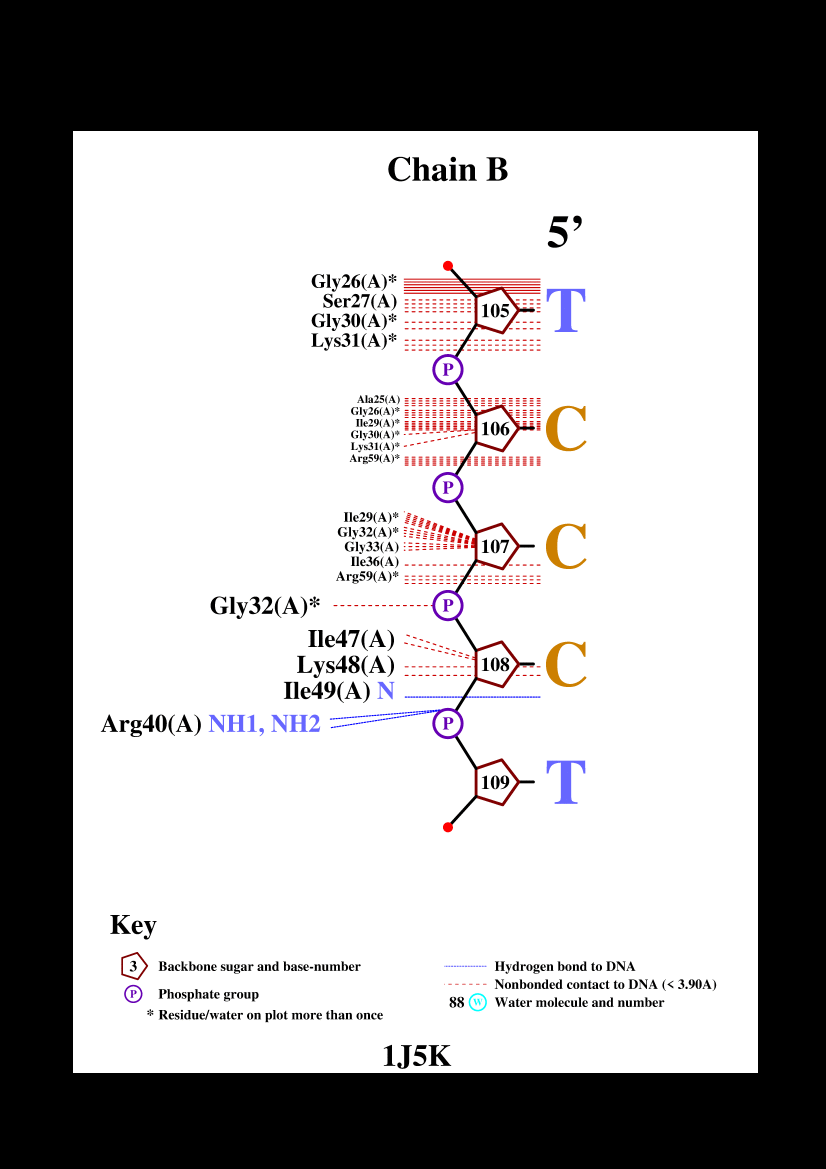 Chain B
5’
Gly26(A)*
Ser27(A)
Gly30(A)*
Lys31(A)*
105 T
P
Ala25(A)
Gly26(A)*
Ile29(A)*
Gly30(A)*
Lys31(A)*
Arg59(A)*
106 C
P
Ile29(A)*
Gly32(A)*
Gly33(A)
Ile36(A)
Arg59(A)*
107 C
Gly32(A)* P
Ile47(A)
Lys48(A)
108 C
Ile49(A) N
Arg40(A) NH1, NH2 P
109 T
Key
3 Backbone sugar and base-number
P Phosphate group
* Residue/water on plot more than once
Hydrogen bond to DNA
Nonbonded contact to DNA (< 3.90A)
88 W Water molecule and number
1J5K